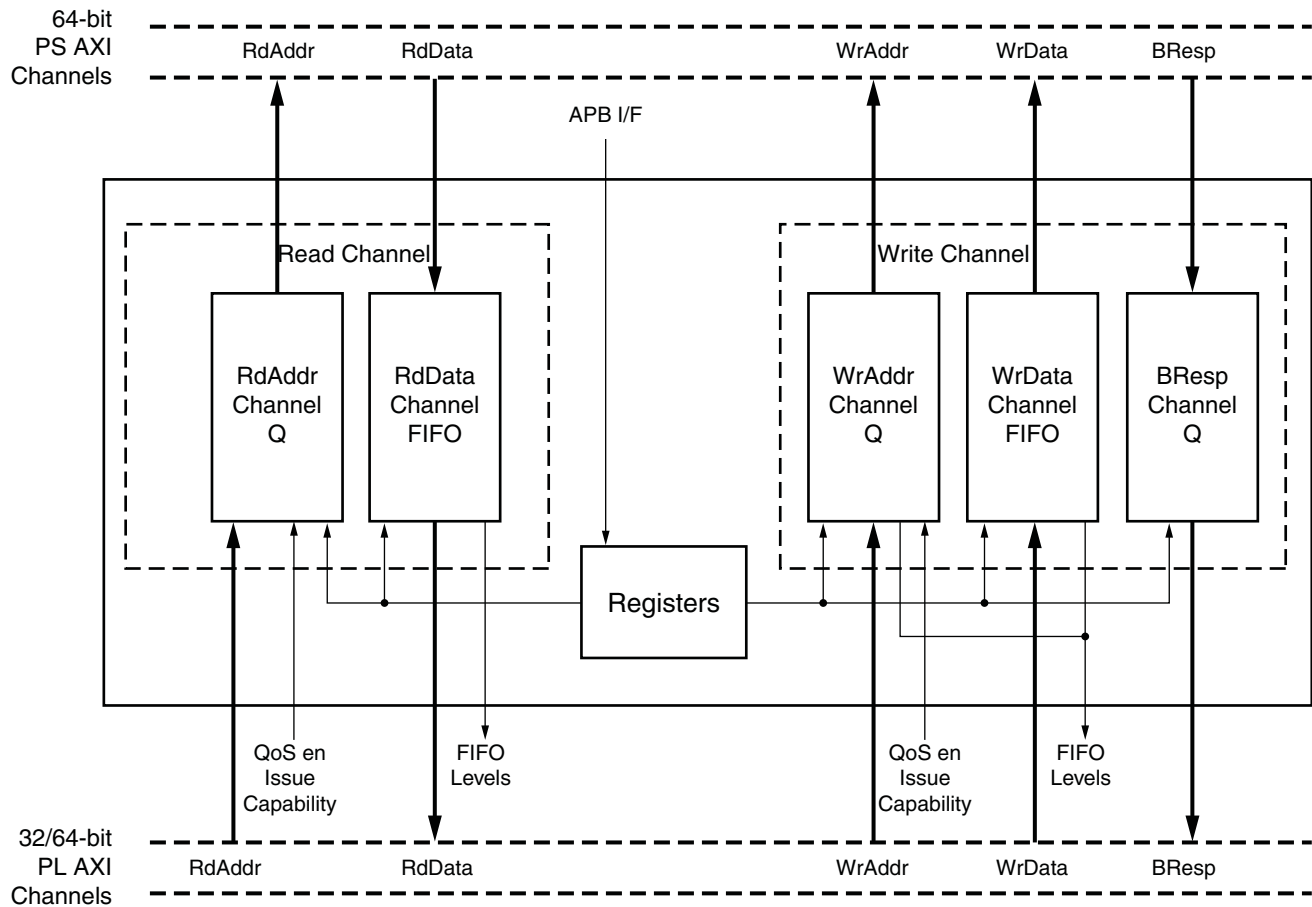 64-bit
PS AXI
Channels
RdAddr
RdData
WrAddr
WrData
BResp
APB I/F
Read Channel
Write Channel
RdAddr
Channel
Q
RdData
Channel
FIFO
WrAddr
Channel
Q
WrData
Channel
FIFO
BResp
Channel
Q
Registers
QoS en
Issue
Capability
FIFO
Levels
QoS en
Issue
Capability
FIFO
Levels
32/64-bit
PL AXI
Channels
RdAddr
RdData
WrAddr
WrData
BResp